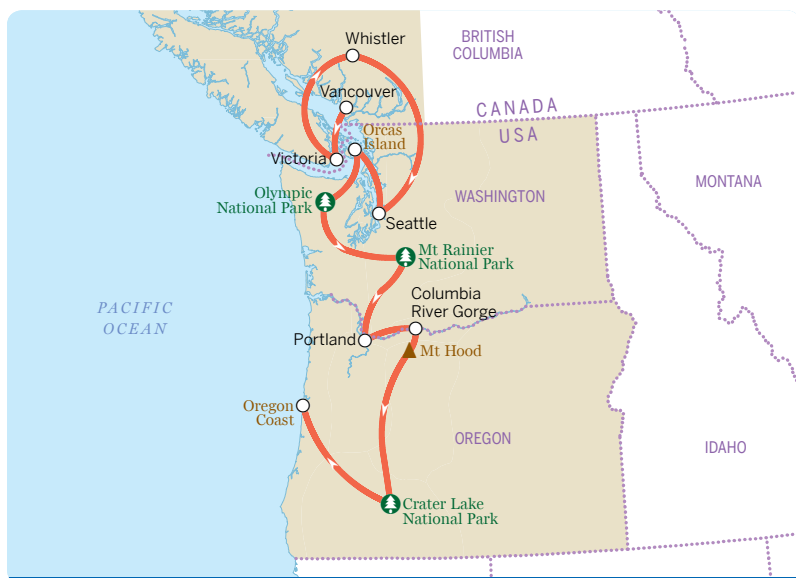 Whistler
BRITISH
COLUMBIA
Vancouver
CANADA
USA
Orcas
Island
Victoria
Olympic
National Park
WASHINGTON
MONTANA
Seattle
Mt Rainier
National Park
PACIFIC
OCEAN
Columbia
River Gorge
Portland
Mt Hood
Oregon
Coast
OREGON
IDAHO
Crater Lake
National Park